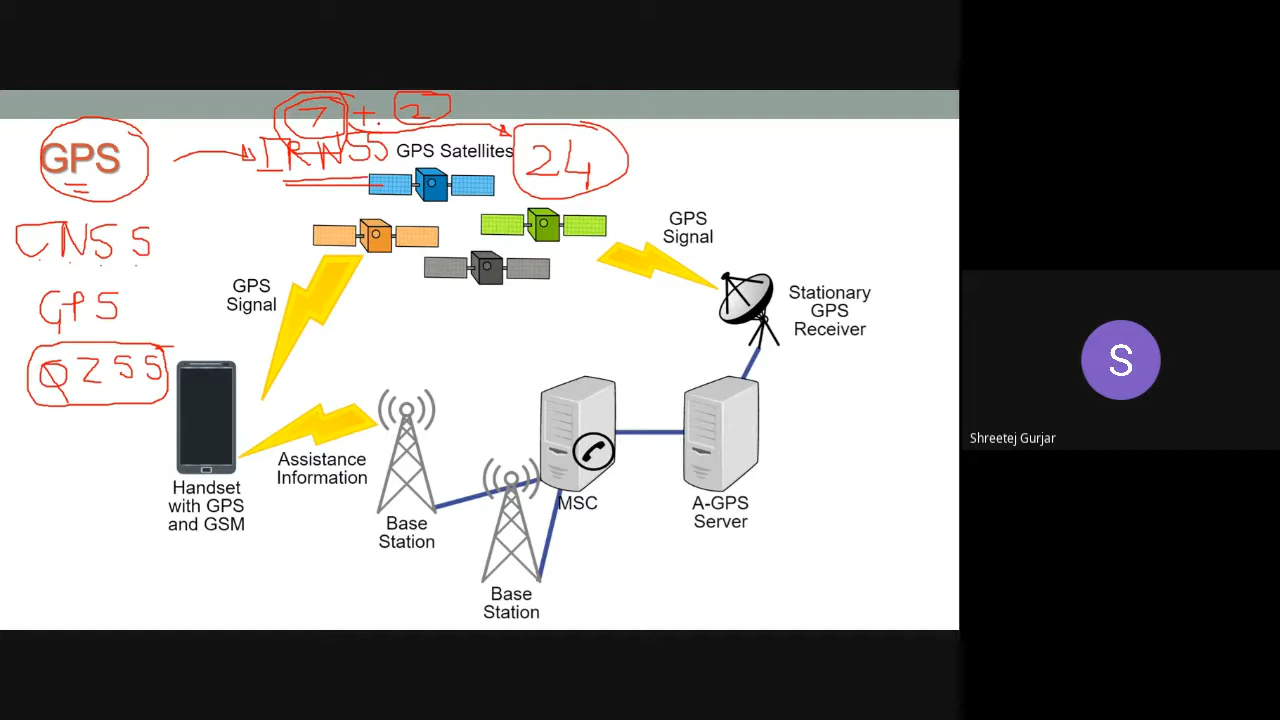 7 + 2
GPS
IRNSS
GPS Satellites
24
GNSS
GPS
Signal
GPS
Signal
GPS
Stationary
GPS
Receiver
QZSS
S
Shreetej Gurjar
Assistance
Information
Handset
with GPS
and GSM
Base
Station
MSC
A-GPS
Server
Base
Station